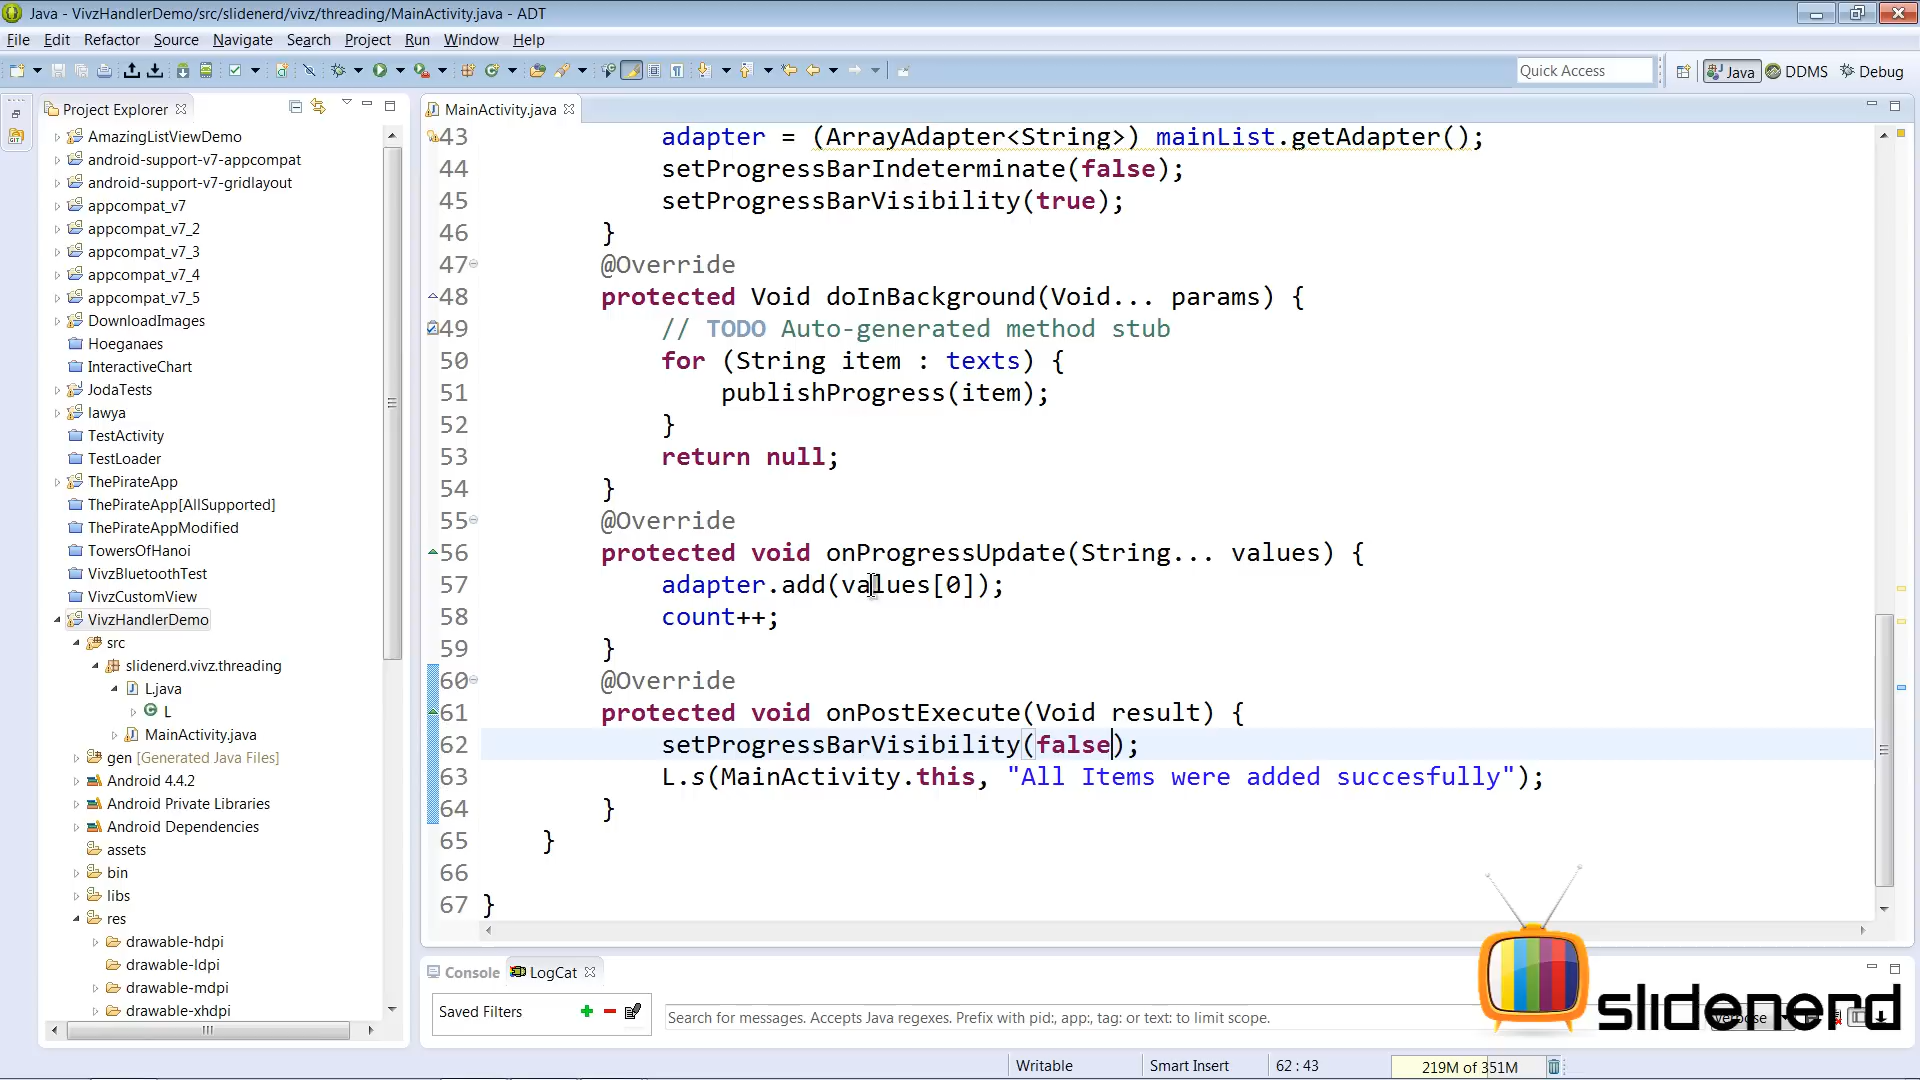 Java - VivzHandlerDemo/src/slidenerd/vivz/threading/MainActivity.java - ADT
File Edit Refactor Source Navigate Search Project Run Window Help
Quick Access
Java DDMS Debug
Project Explorer
AmazingListViewDemo
android-support-v7-appcompat
android-support-v7-gridlayout
appcompat_v7
appcompat_v7_2
appcompat_v7_3
appcompat_v7_4
appcompat_v7_5
DownloadImages
Hoeganaes
InteractiveChart
JodaTests
lawya
TestActivity
TestLoader
ThePirateApp
ThePirateApp[AllSupported]
ThePirateAppModified
TowersOfHanoi
VivzBluetoothTest
VivzCustomView
VivzHandlerDemo
src
slidenerd.vivz.threading
L.java
L
MainActivity.java
gen [Generated Java Files]
Android 4.4.2
Android Private Libraries
Android Dependencies
assets
bin
libs
res
drawable-hdpi
drawable-ldpi
drawable-mdpi
drawable-xhdpi
MainActivity.java
43 adapter = (ArrayAdapter<String>) mainList.getAdapter();
44 setProgressBarIndeterminate(false);
45 setProgressBarVisibility(true);
46 }
47 @Override
48 protected Void doInBackground(Void... params) {
49 // TODO Auto-generated method stub
50 for (String item : texts) {
51 publishProgress(item);
52 }
53 return null;
54 }
55 @Override
56 protected void onProgressUpdate(String... values) {
57 adapter.add(values[0]);
58 count++;
59 }
60 @Override
61 protected void onPostExecute(Void result) {
62 setProgressBarVisibility(false);
63 L.s(MainActivity.this, "All Items were added succesfully");
64 }
65 }
66
67 }
Console LogCat
Saved Filters
Search for messages. Accepts Java regexes. Prefix with pid:, app:, tag: or text: to limit scope.
verbose
slidenerd
Writable Smart Insert 62 : 43 219M of 351M